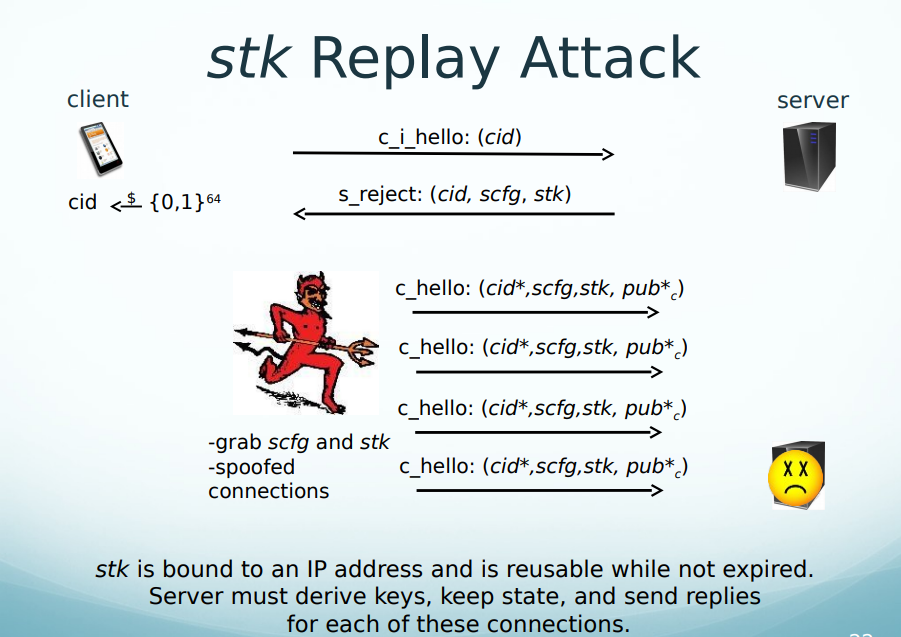 stk Replay Attack
client
server
c_i_hello: (cid)
s_reject: (cid, scfg, stk)
cid $ {0,1}64
c_hello: (cid*,scfg,stk, pub*c)
c_hello: (cid*,scfg,stk, pub*c)
c_hello: (cid*,scfg,stk, pub*c)
c_hello: (cid*,scfg,stk, pub*c)
-grab scfg and stk
-spoofed
connections
stk is bound to an IP address and is reusable while not expired.
Server must derive keys, keep state, and send replies
for each of these connections.